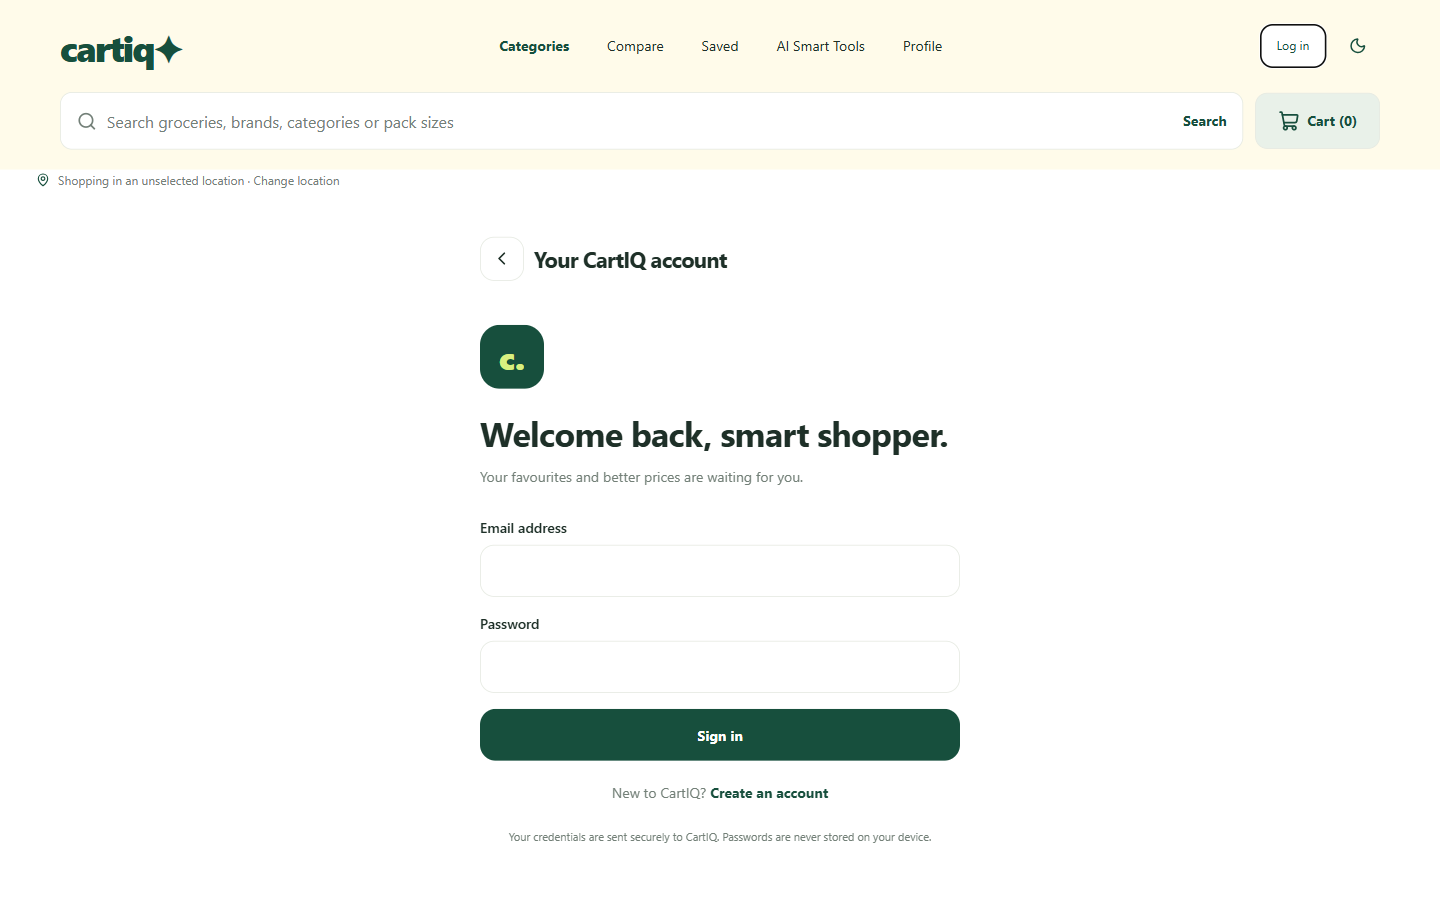 cartiq
Categories
Compare
Saved
AI Smart Tools
Profile
Log in
Search groceries, brands, categories or pack sizes
Search
Cart (0)
Shopping in an unselected location · Change location
Your CartIQ account
c.
Welcome back, smart shopper.
Your favourites and better prices are waiting for you.
Email address
Password
Sign in
New to CartIQ? Create an account
Your credentials are sent securely to CartIQ. Passwords are never stored on your device.